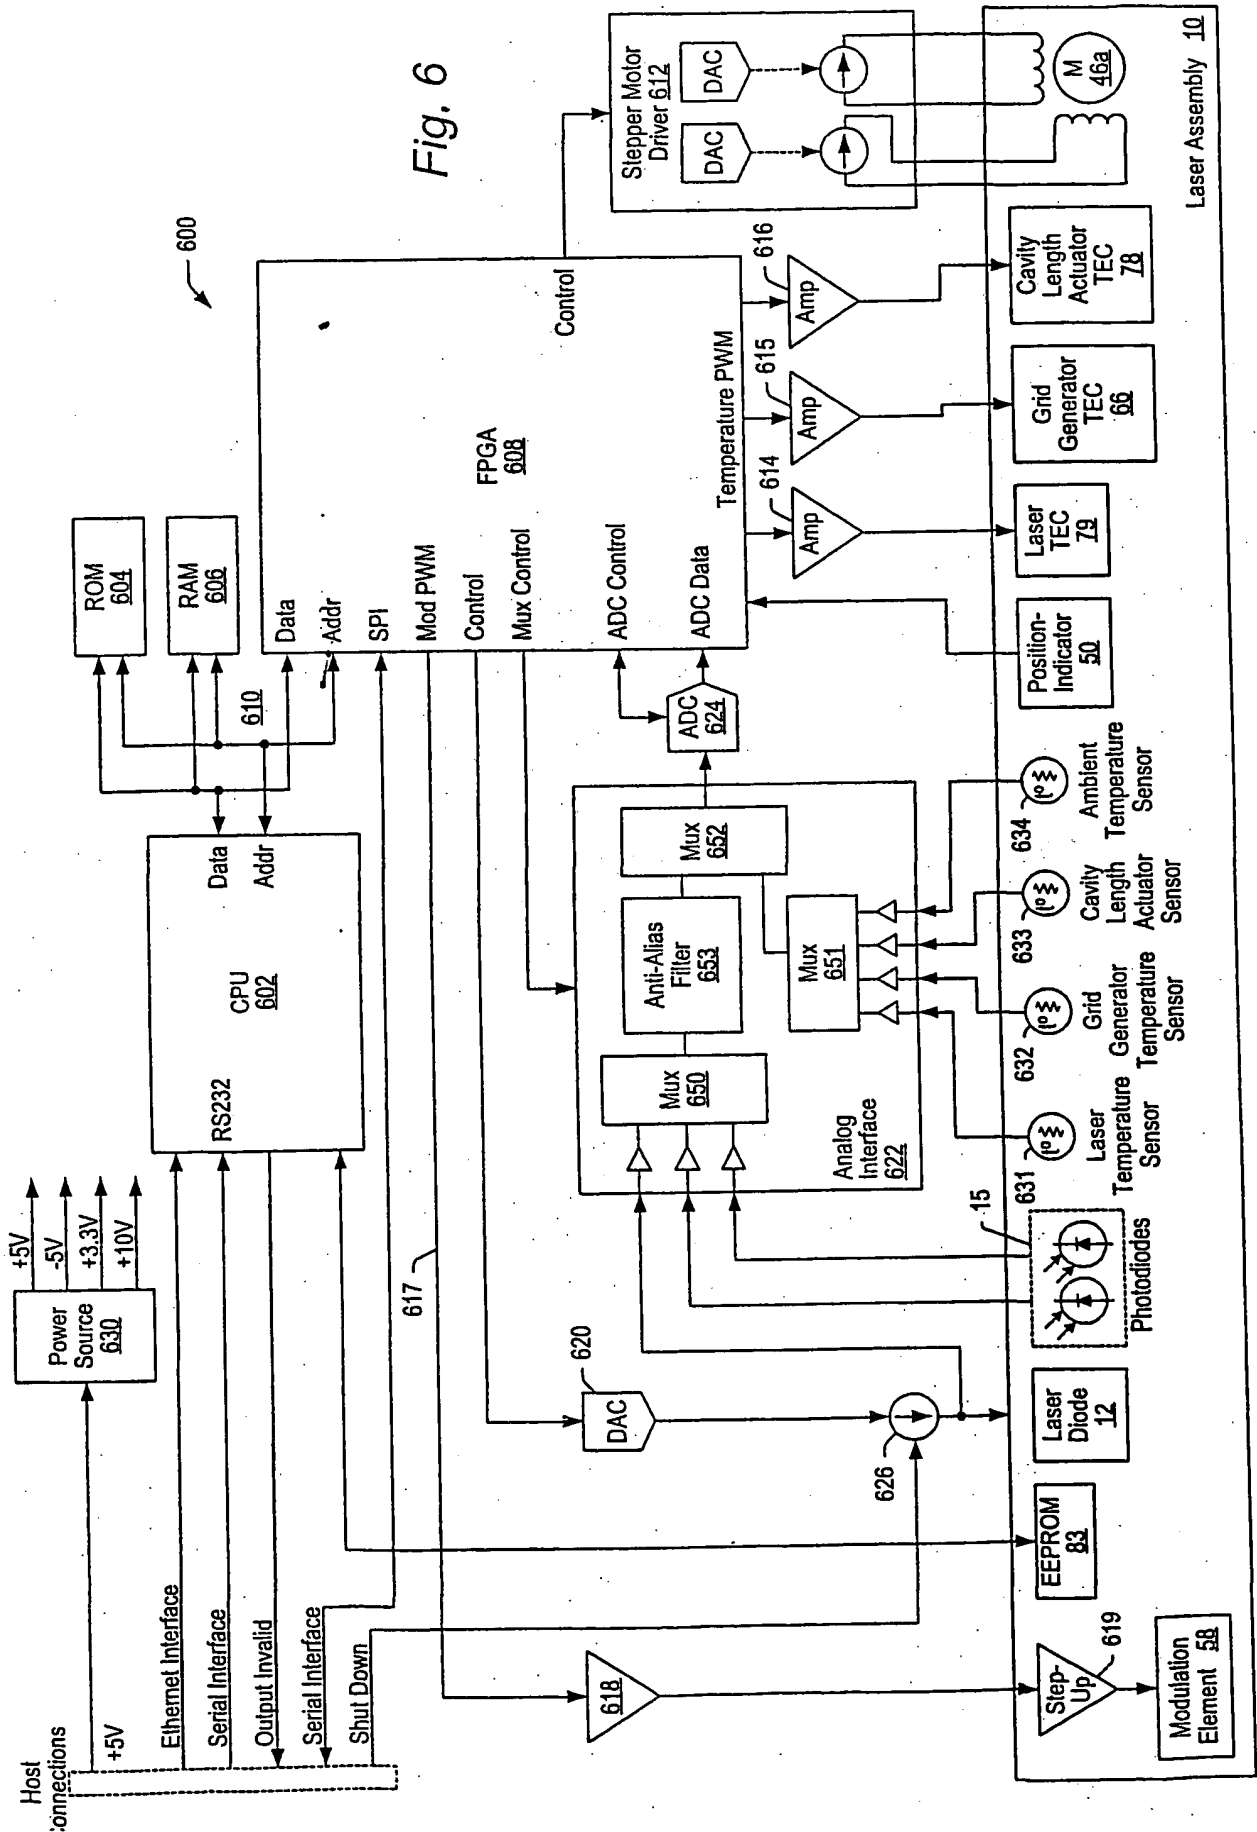 Host
onnections
+5V
Ethernet Interface
Serial Interface
Output Invalid
Serial Interface
Shut Down
Power
Source
630
+5V
-5V
+3.3V
+10V
RS232
CPU
602
Data
Addr
ROM
604
RAM
606
610
600
Fig. 6
Data
Addr
SPI
Mod PWM
Control
Mux Control
ADC Control
ADC Data
FPGA
608
Control
Temperature PWM
617
618
DAC
620
626
Analog
Interface
622
Mux
650
Anti-Alias
Filter
653
Mux
652
Mux
651
ADC
624
Amp
614
Amp
615
Amp
616
Stepper Motor
Driver 612
DAC
DAC
Step-
Up
619
Modulation
Element 58
EEPROM
83
Laser
Diode
12
15
Photodiodes
631
Laser
Temperature
Sensor
632
Grid
Generator
Temperature
Sensor
633
Cavity
Length
Actuator
Sensor
634
Ambient
Temperature
Sensor
Position-
Indicator
50
Laser
TEC
79
Grid
Generator
TEC
66
Cavity
Length
Actuator
TEC
78
M
46a
Laser Assembly 10